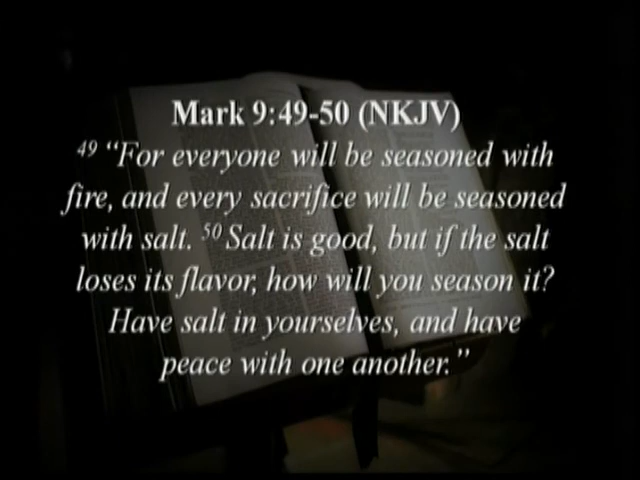 Mark 9:49-50 (NKJV)
49 “For everyone will be seasoned with
fire, and every sacrifice will be seasoned
with salt. 50 Salt is good, but if the salt
loses its flavor, how will you season it?
Have salt in yourselves, and have
peace with one another.”